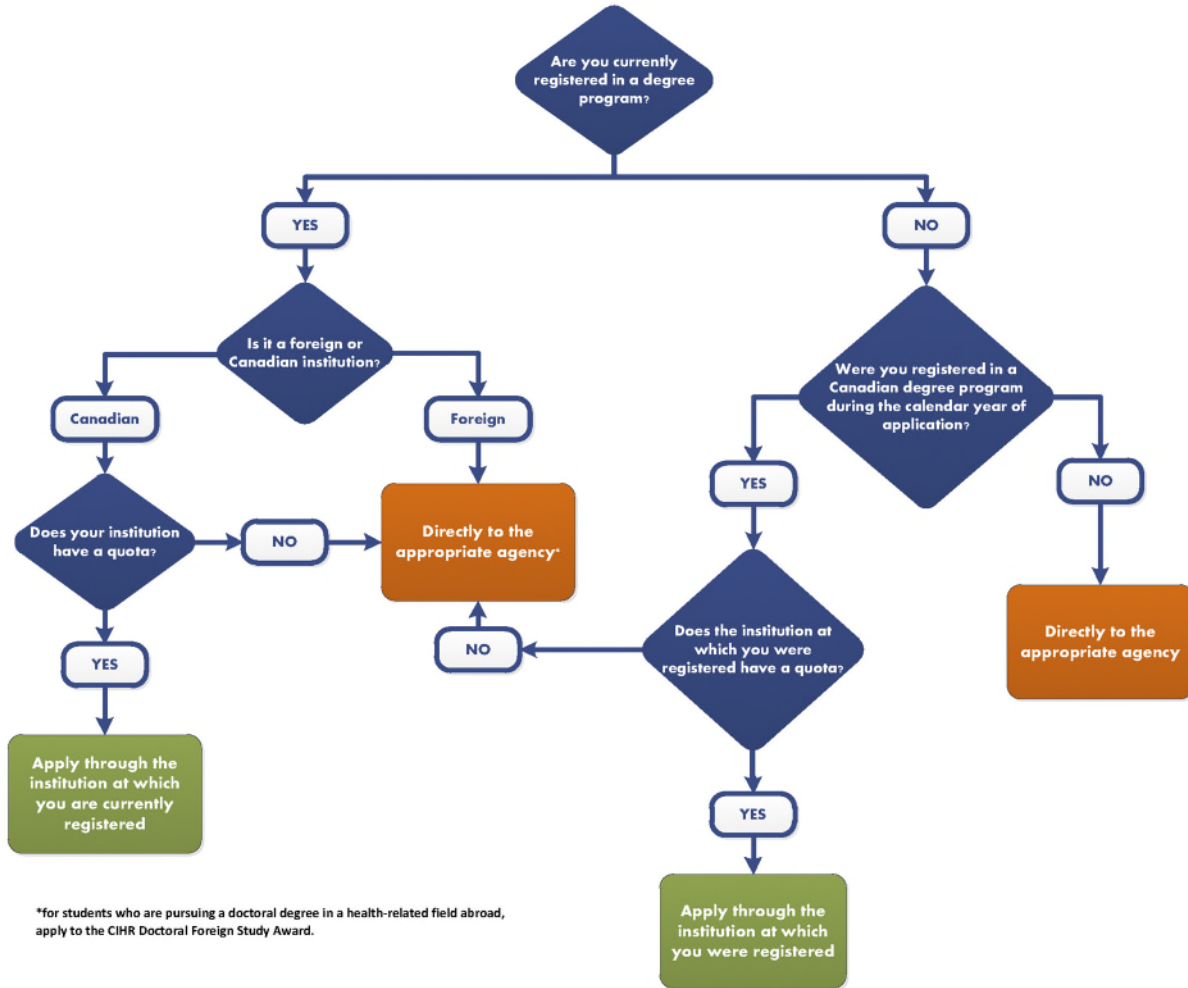 Are you currently
registered in a degree
program?
YES
NO
Is it a foreign or
Canadian institution?
Were you registered in a
Canadian degree program
during the calendar year of
application?
Canadian
Foreign
YES
NO
Does your institution
have a quota?
NO
Directly to the
appropriate agency*
Does the institution at
which you were
registered have a quota?
NO
Directly to the
appropriate agency
YES
Apply through the
institution at which
you are currently
registered
YES
Apply through the
institution at which
you were registered
*for students who are pursuing a doctoral degree in a health-related field abroad,
apply to the CIHR Doctoral Foreign Study Award.